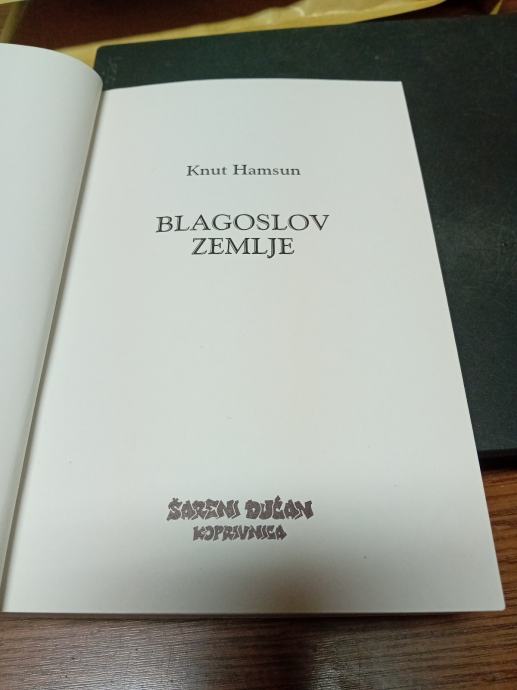 Knut Hamsun
BLAGOSLOV
ZEMLJE
ŠARENI DUĆAN
KOPRIVNICA